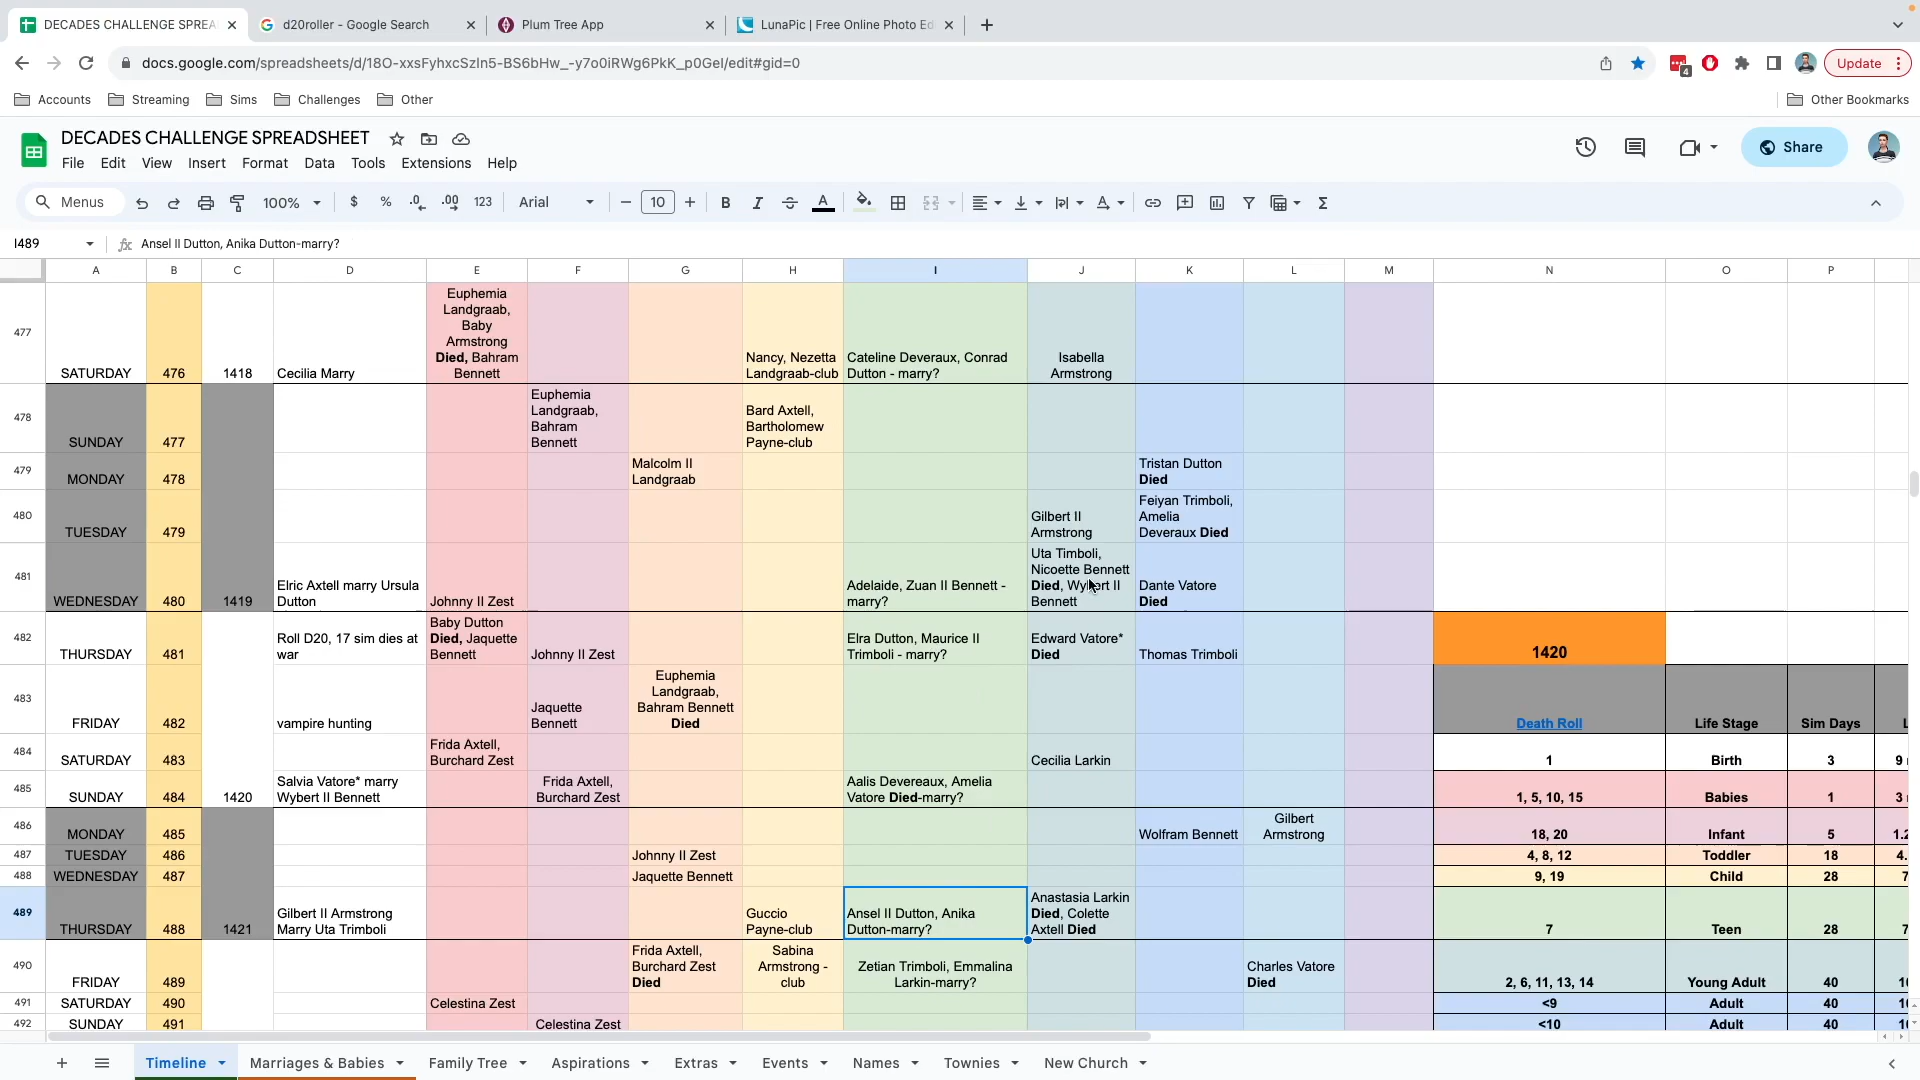 DECADES CHALLENGE SPREA
d20roller - Google Search
Plum Tree App
LunaPic | Free Online Photo Ed
docs.google.com/spreadsheets/d/18O-xxsFyhxcSzIn5-BS6bHw_-y7o0iRWg6PkK_p0GeI/edit#gid=0
4
Update
Accounts
Streaming
Sims
Challenges
Other
Other Bookmarks
DECADES CHALLENGE SPREADSHEET
File Edit View Insert Format Data Tools Extensions Help
Share
Menus
100%
$ % .0 .00 123
Arial
10
B I A
I489
Ansel II Dutton, Anika Dutton-marry?
A B C D E F G H I J K L M N O P
477
SATURDAY
476
1418
Cecilia Marry
Euphemia
Landgraab,
Baby
Armstrong
Died, Bahram
Bennett
Nancy, Nezetta
Landgraab-club
Cateline Deveraux, Conrad
Dutton - marry?
Isabella
Armstrong
478
SUNDAY
477
Euphemia
Landgraab,
Bahram
Bennett
Bard Axtell,
Bartholomew
Payne-club
479
MONDAY
478
Malcolm II
Landgraab
Tristan Dutton
Died
480
TUESDAY
479
Gilbert II
Armstrong
Feiyan Trimboli,
Amelia
Deveraux Died
481
WEDNESDAY
480
1419
Elric Axtell marry Ursula
Dutton
Johnny II Zest
Adelaide, Zuan II Bennett -
marry?
Uta Timboli,
Nicoette Bennett
Died, Wybert II
Bennett
Dante Vatore
Died
482
THURSDAY
481
Roll D20, 17 sim dies at
war
Baby Dutton
Died, Jaquette
Bennett
Johnny II Zest
Elra Dutton, Maurice II
Trimboli - marry?
Edward Vatore*
Died
Thomas Trimboli
1420
483
FRIDAY
482
vampire hunting
Jaquette
Bennett
Euphemia
Landgraab,
Bahram Bennett
Died
Death Roll
Life Stage
Sim Days
484
SATURDAY
483
Frida Axtell,
Burchard Zest
Cecilia Larkin
1
Birth
3
9
485
SUNDAY
484
1420
Salvia Vatore* marry
Wybert II Bennett
Frida Axtell,
Burchard Zest
Aalis Devereaux, Amelia
Vatore Died-marry?
1, 5, 10, 15
Babies
1
3
486
MONDAY
485
Wolfram Bennett
Gilbert
Armstrong
18, 20
Infant
5
1.2
487
TUESDAY
486
Johnny II Zest
4, 8, 12
Toddler
18
4.
488
WEDNESDAY
487
Jaquette Bennett
9, 19
Child
28
7
489
THURSDAY
488
1421
Gilbert II Armstrong
Marry Uta Trimboli
Guccio
Payne-club
Ansel II Dutton, Anika
Dutton-marry?
Anastasia Larkin
Died, Colette
Axtell Died
7
Teen
28
7
490
FRIDAY
489
Frida Axtell,
Burchard Zest
Died
Sabina
Armstrong -
club
Zetian Trimboli, Emmalina
Larkin-marry?
Charles Vatore
Died
2, 6, 11, 13, 14
Young Adult
40
10
491
SATURDAY
490
Celestina Zest
<9
Adult
40
10
492
SUNDAY
491
Celestina Zest
<10
Adult
40
10
Timeline
Marriages & Babies
Family Tree
Aspirations
Extras
Events
Names
Townies
New Church